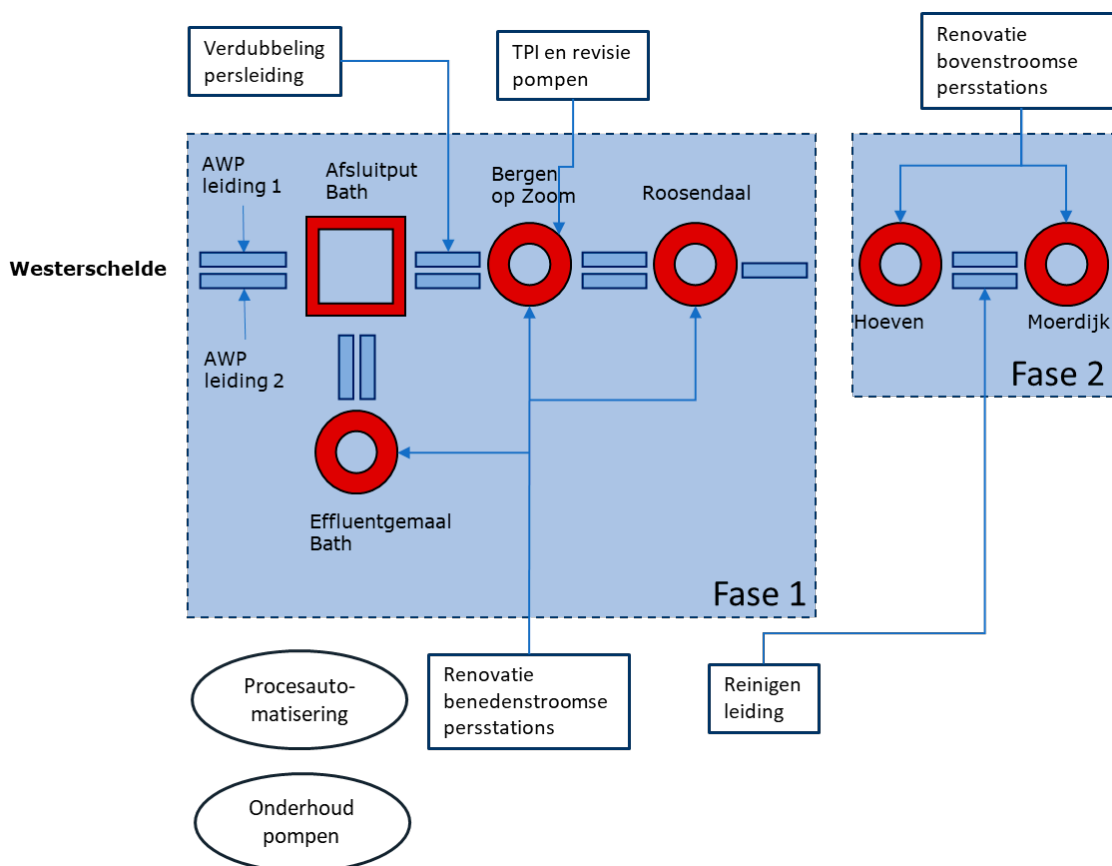 Verdubbeling
persleiding
TPI en revisie
pompen
Renovatie
bovenstroomse
persstations
AWP
leiding 1
Afsluitput
Bath
Bergen
op Zoom
Roosendaal
Westerschelde
AWP
leiding 2
Hoeven
Moerdijk
Fase 2
Effluentgemaal
Bath
Fase 1
Procesauto-
matisering
Renovatie
benedenstroomse
persstations
Reinigen
leiding
Onderhoud
pompen